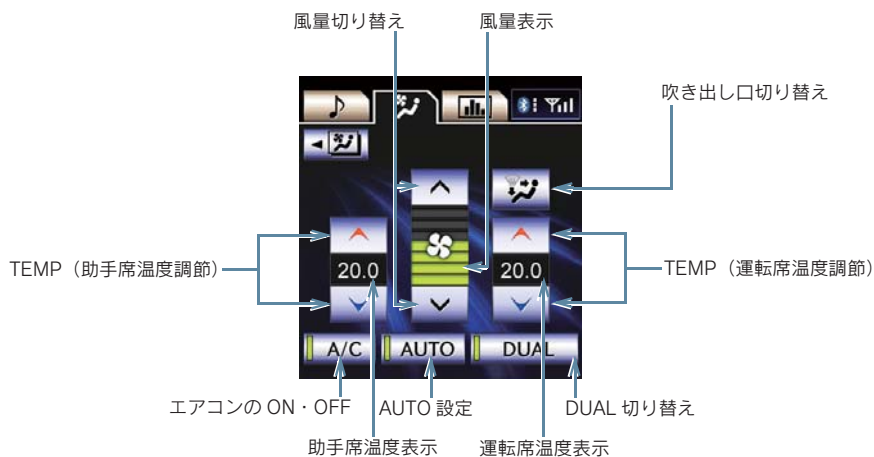 風量切り替え
風量表示
吹き出し口切り替え
TEMP（助手席温度調節）
20.0
20.0
TEMP（運転席温度調節）
A/C
AUTO
DUAL
エアコンの ON・OFF
AUTO 設定
DUAL 切り替え
助手席温度表示
運転席温度表示